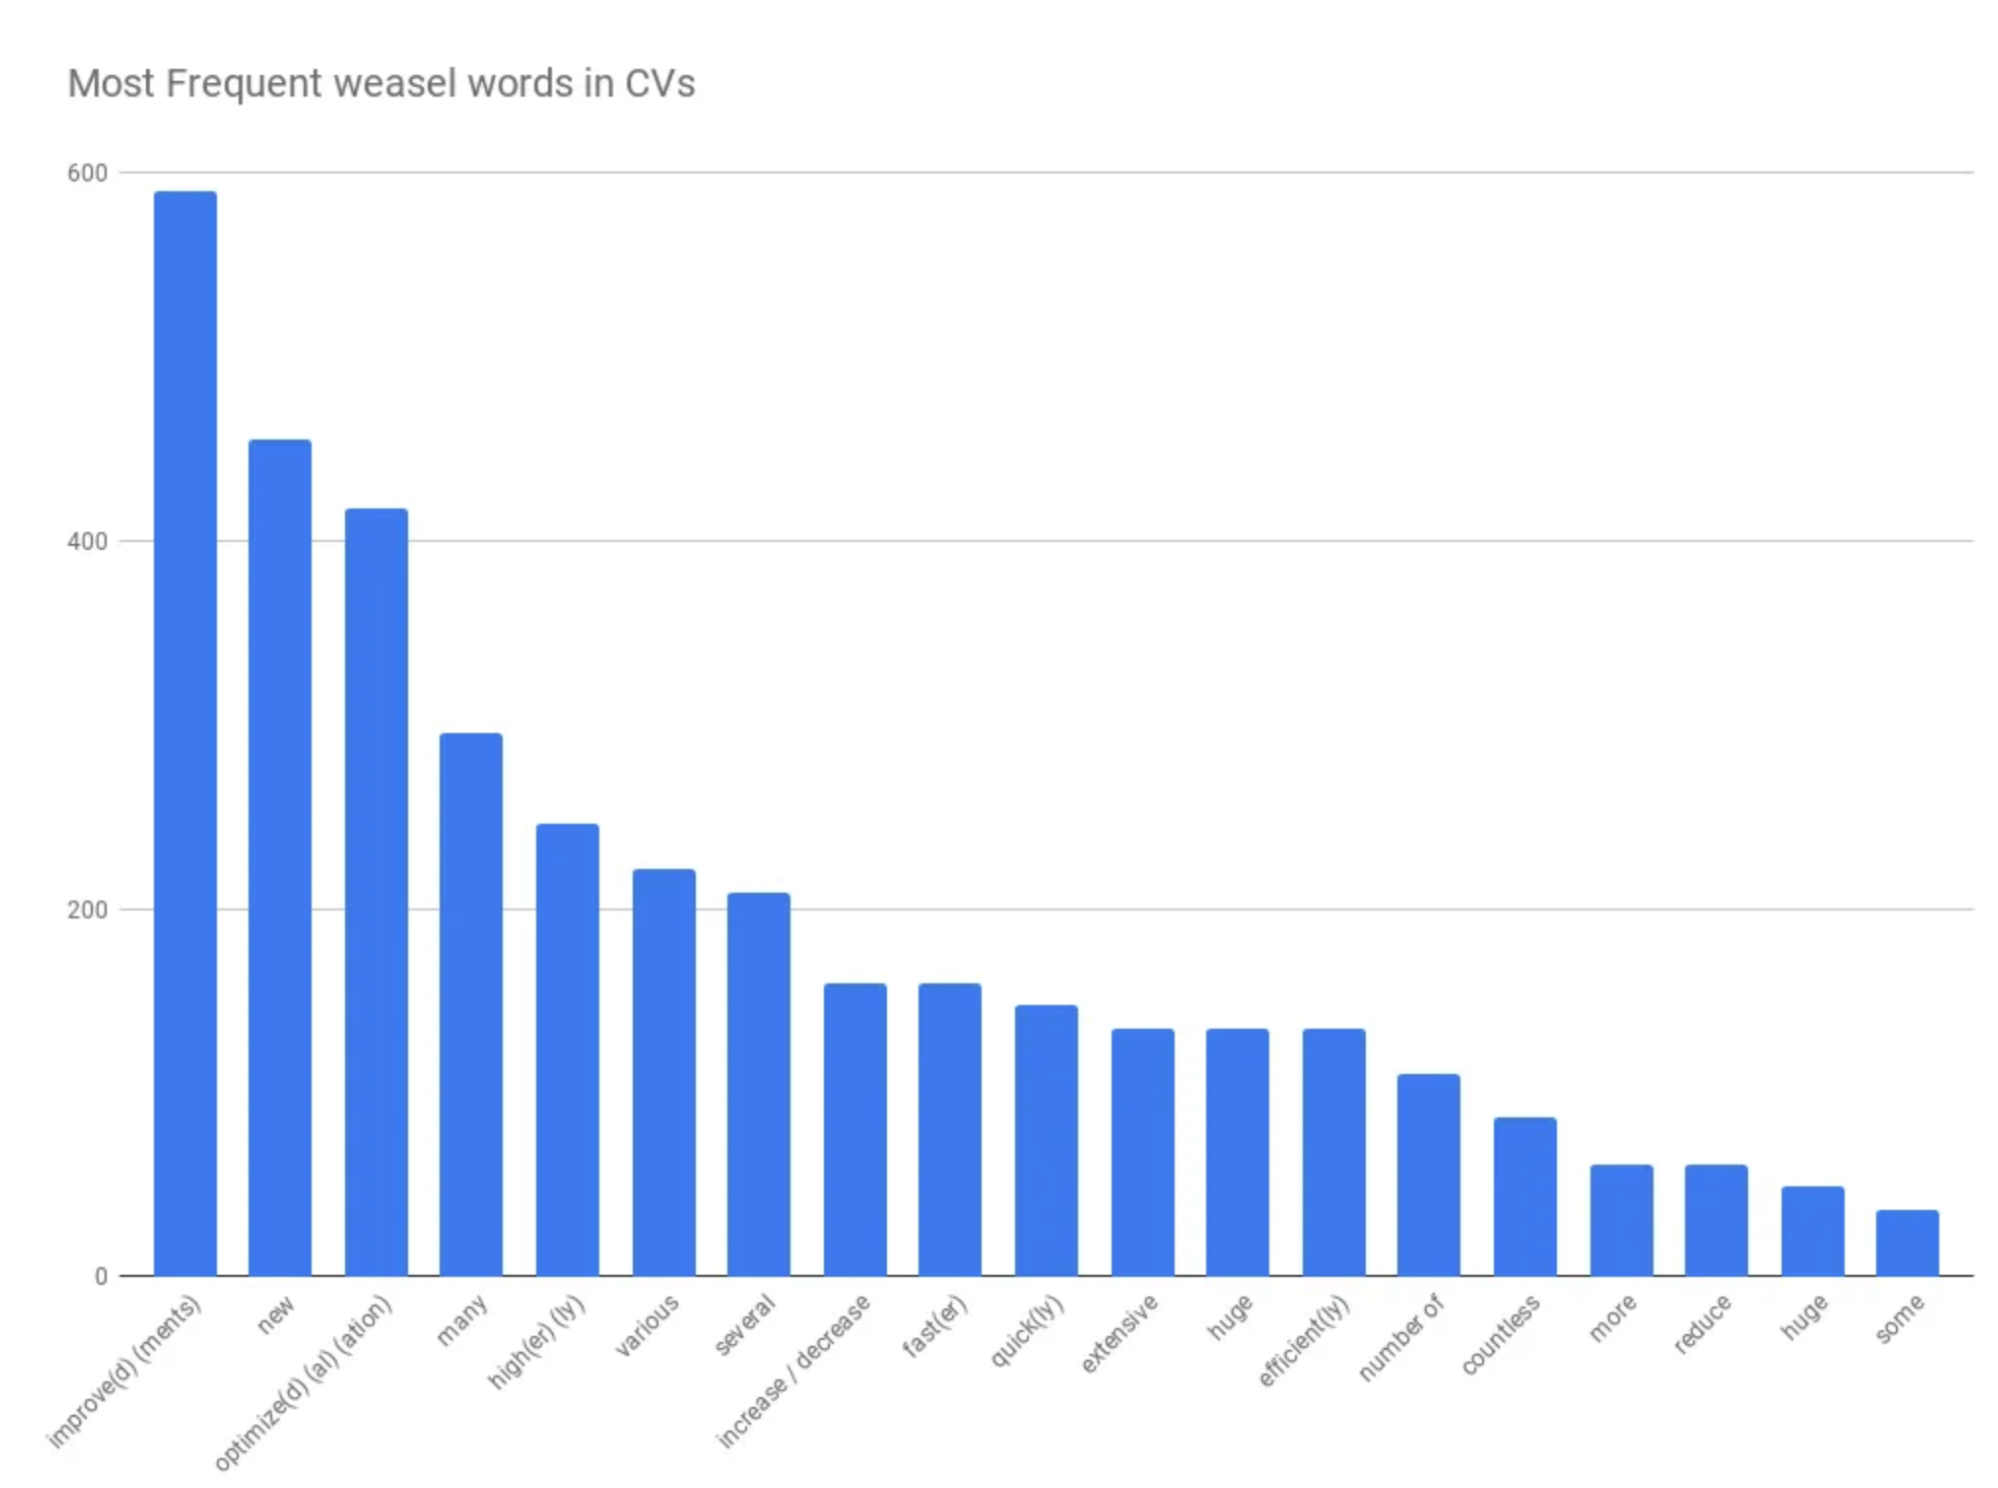 Most Frequent weasel words in CVs
600
400
200
0
improve(d) (ments)
new
optimize(d) (al) (ation)
many
high(er) (ly)
various
several
increase / decrease
fast(er)
quick(ly)
extensive
huge
efficient(ly)
number of
countless
more
reduce
huge
some